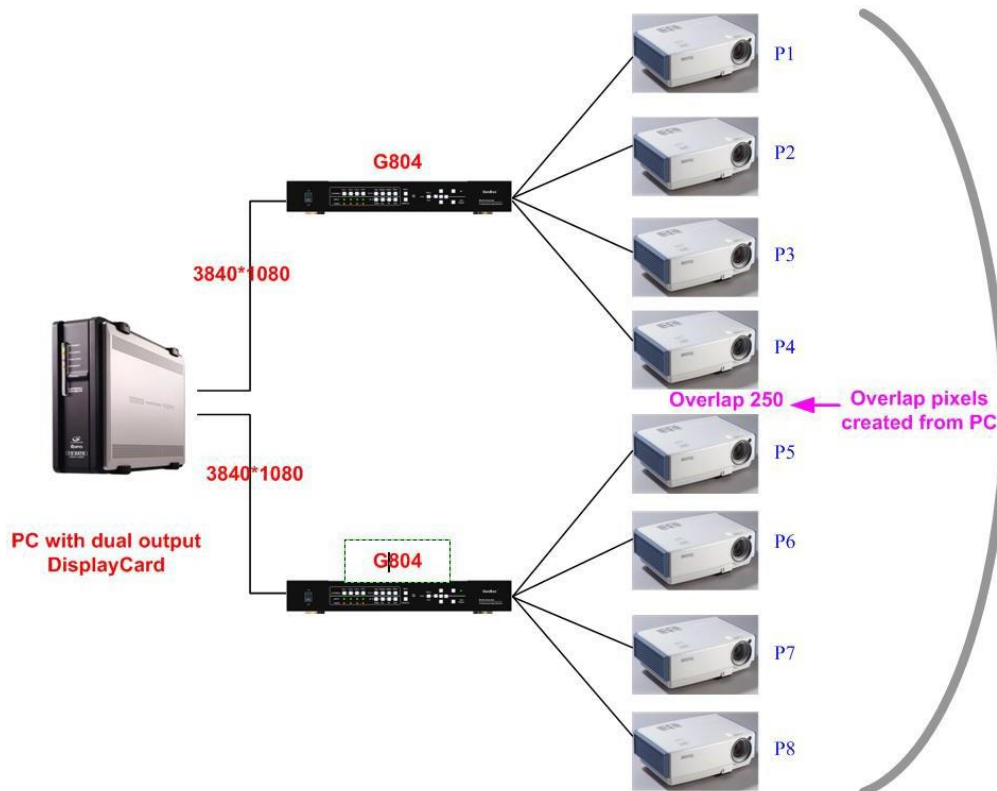 P1
P2
G804
P3
3840*1080
P4
Overlap 250
Overlap pixels
created from PC
P5
3840*1080
PC with dual output
DisplayCard
G804
P6
P7
P8